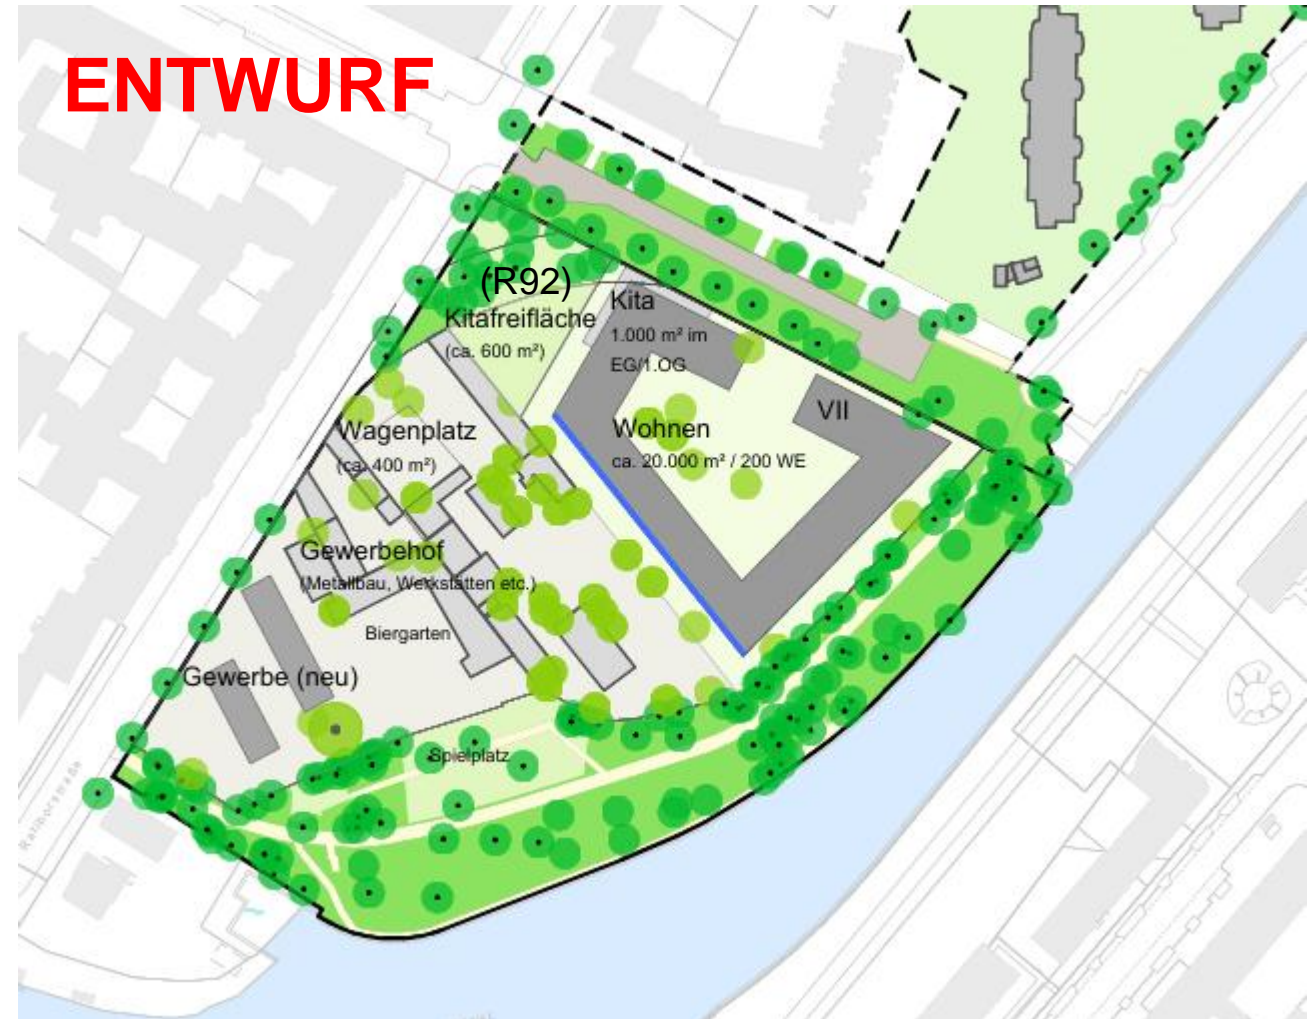 ENTWURF
(R92)
Kitafreifläche
(ca. 600 m²)
Kita
1.000 m² im
EG/1.OG
VII
Wohnen
ca. 20.000 m² / 200 WE
Wagenplatz
(ca. 400 m²)
Gewerbehof
(Metallbau, Werkstätten etc.)
Biergarten
Gewerbe (neu)
Spielplatz
Ratiborstraße